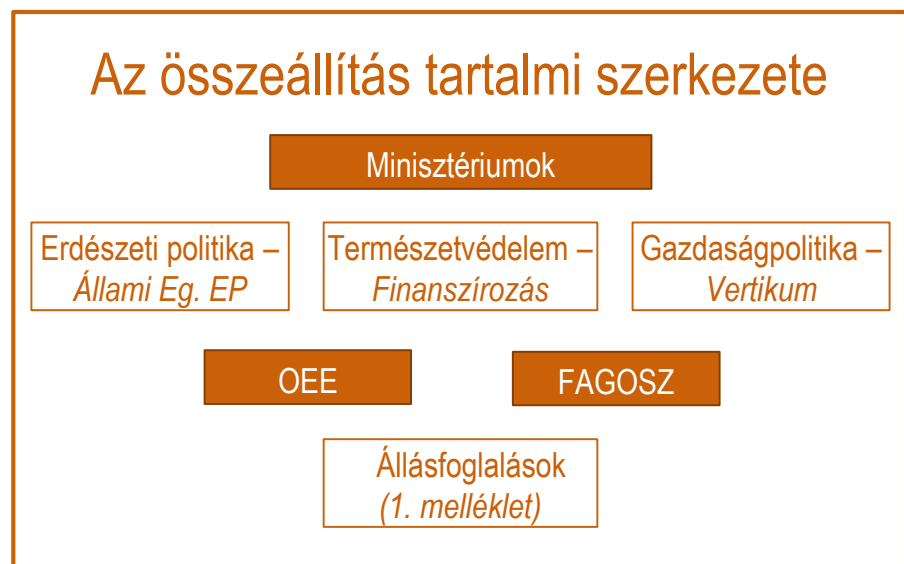 Az összeállítás tartalmi szerkezete
Minisztériumok
Erdészeti politika –
Állami Eg. EP
Természetvédelem –
Finanszírozás
Gazdaságpolitika –
Vertikum
OEE
FAGOSZ
Állásfoglalások
(1. melléklet)